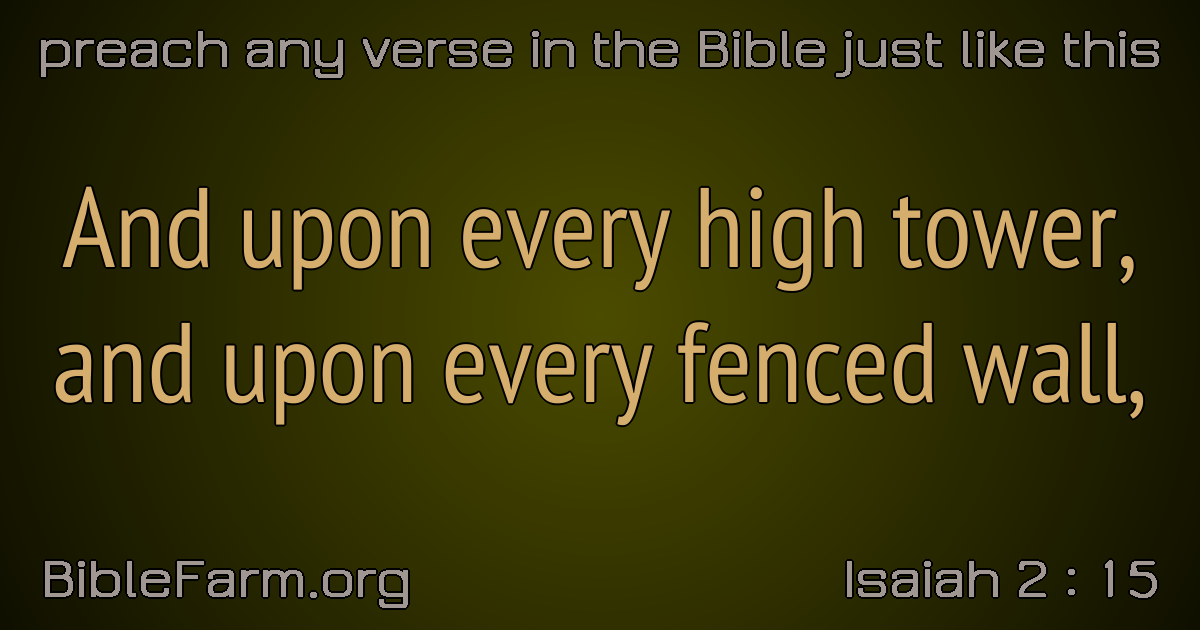 preach any verse in the Bible just like this
And upon every high tower,
and upon every fenced wall,
BibleFarm.org
Isaiah 2 : 15